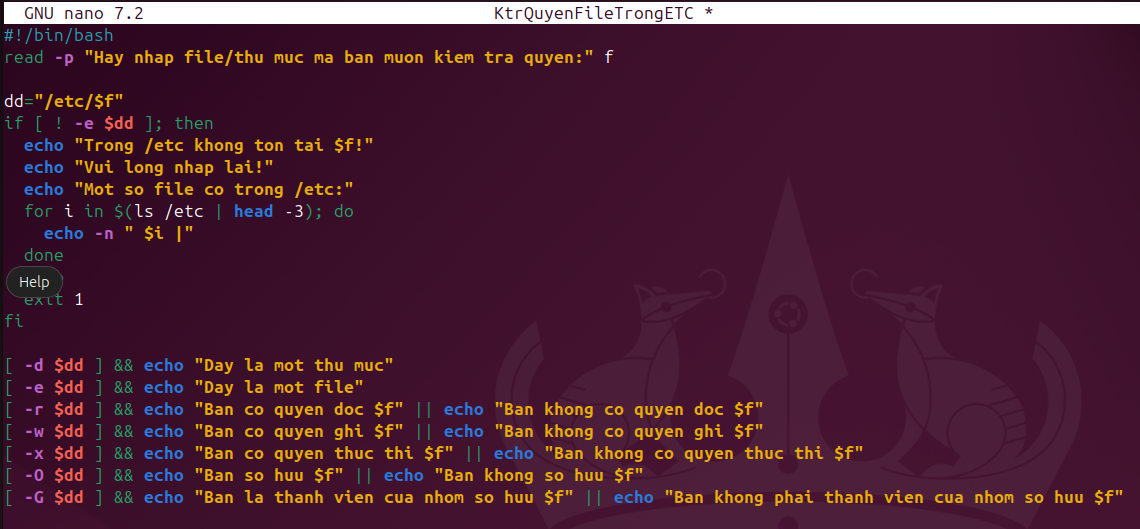 GNU nano 7.2 KtrQuyenFileTrongETC *
#!/bin/bash
read -p "Hay nhap file/thu muc ma ban muon kiem tra quyen:" f
dd="/etc/$f"
if [ ! -e $dd ]; then
echo "Trong /etc khong ton tai $f!"
echo "Vui long nhap lai!"
echo "Mot so file co trong /etc:"
for i in $(ls /etc | head -3); do
echo -n " $i |"
done
Help
exit 1
fi
[ -d $dd ] && echo "Day la mot thu muc"
[ -e $dd ] && echo "Day la mot file"
[ -r $dd ] && echo "Ban co quyen doc $f" || echo "Ban khong co quyen doc $f"
[ -w $dd ] && echo "Ban co quyen ghi $f" || echo "Ban khong co quyen ghi $f"
[ -x $dd ] && echo "Ban co quyen thuc thi $f" || echo "Ban khong co quyen thuc thi $f"
[ -O $dd ] && echo "Ban so huu $f" || echo "Ban khong so huu $f"
[ -G $dd ] && echo "Ban la thanh vien cua nhom so huu $f" || echo "Ban khong phai thanh vien cua nhom so huu $f"